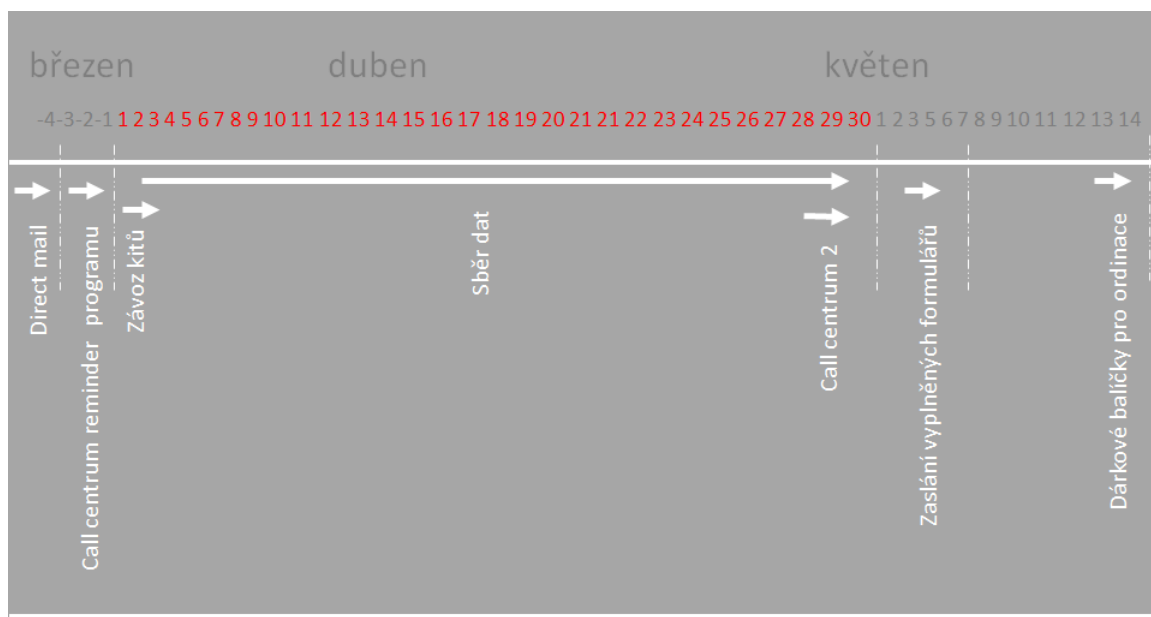 březen duben květen
-4-3-2-1 1 2 3 4 5 6 7 8 9 10 11 12 13 14 15 16 17 18 19 20 21 21 22 23 24 25 26 27 28 29 30 1 2 3 5 6 7 8 9 10 11 12 13 14
Direct mail
Call centrum reminder programu
Závoz kitů
Sběr dat
Call centrum 2
Zaslání vyplněných formulářů
Dárkové balíčky pro ordinace